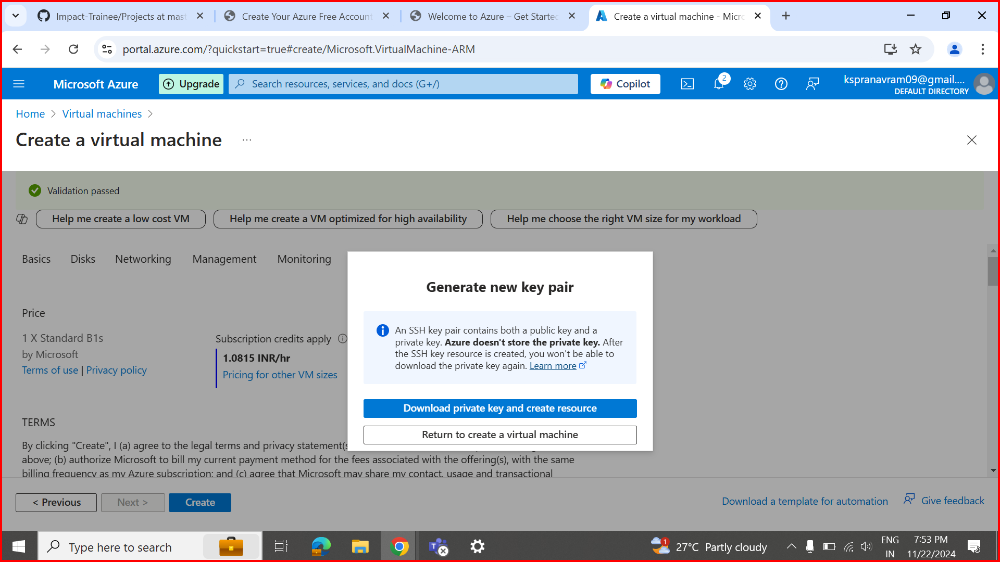 Impact-Trainee/Projects at mast
Create Your Azure Free Account
Welcome to Azure – Get Started
Create a virtual machine - Micro
portal.azure.com/?quickstart=true#create/Microsoft.VirtualMachine-ARM
Microsoft Azure
Upgrade
Search resources, services, and docs (G+/)
Copilot
2
kspranavram09@gmail....
DEFAULT DIRECTORY
Home > Virtual machines >
Create a virtual machine ...
Validation passed
Help me create a low cost VM
Help me create a VM optimized for high availability
Help me choose the right VM size for my workload
Basics Disks Networking Management Monitoring
Generate new key pair
An SSH key pair contains both a public key and a
private key. Azure doesn't store the private key. After
the SSH key resource is created, you won't be able to
download the private key again. Learn more
Download private key and create resource
Return to create a virtual machine
Price
1 X Standard B1s
by Microsoft
Terms of use | Privacy policy
Subscription credits apply
1.0815 INR/hr
Pricing for other VM sizes
TERMS
By clicking "Create", I (a) agree to the legal terms and privacy statement(s
above; (b) authorize Microsoft to bill my current payment method for the fees associated with the offering(s), with the same
billing frequency as my Azure subscription; and (c) agree that Microsoft may share my contact, usage and transactional
< Previous
Next >
Create
Download a template for automation
Give feedback
Type here to search
1
27°C Partly cloudy
ENG
IN
7:53 PM
11/22/2024